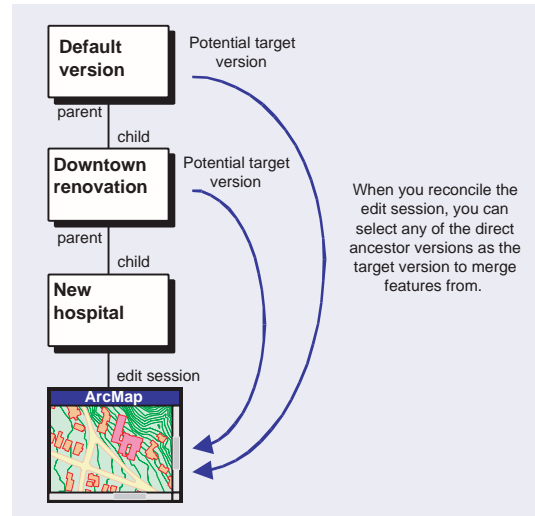 Default
version
Potential target
version
parent
child
Downtown
renovation
Potential target
version
When you reconcile the
edit session, you can
select any of the direct
ancestor versions as the
target version to merge
features from.
parent
child
New
hospital
edit session
ArcMap